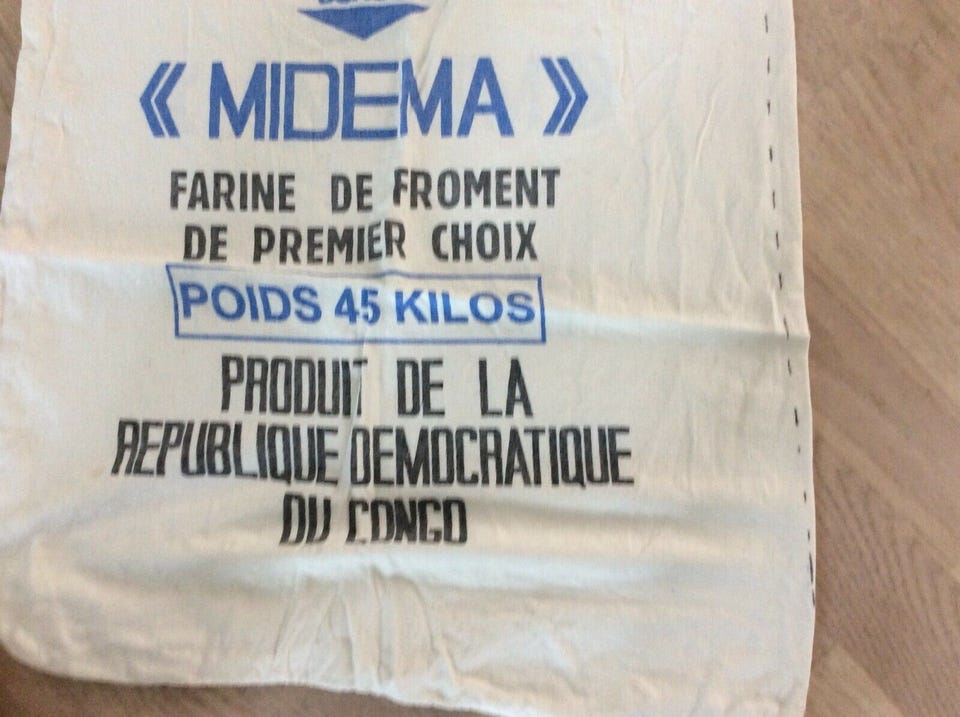 « MIDEMA »
FARINE DE FROMENT
DE PREMIER CHOIX
POIDS 45 KILOS
PRODUIT DE LA
REPUBLIQUE DEMOCRATIQUE
DU CONGO